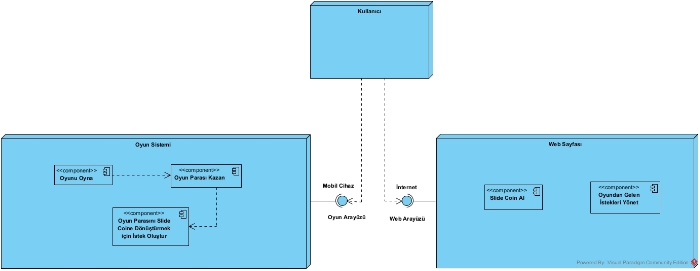 Kullanıcı
Oyun Sistemi
<<component>>
Oyunu Oyna
<<component>>
Oyun Parası Kazan
<<component>>
Oyun Parasını Slide
Coine Dönüştürmek
için İstek Oluştur
Mobil Cihaz
Oyun Arayüzü
İnternet
Web Arayüzü
Web Sayfası
<<component>>
Slide Coin Al
<<component>>
Oyundan Gelen
İstekleri Yönet
Powered By Visual Paradigm Community Edition